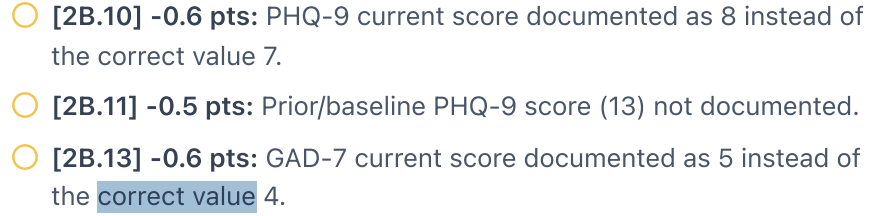 [2B.10] -0.6 pts: PHQ-9 current score documented as 8 instead of
the correct value 7.
[2B.11] -0.5 pts: Prior/baseline PHQ-9 score (13) not documented.
[2B.13] -0.6 pts: GAD-7 current score documented as 5 instead of
the correct value 4.